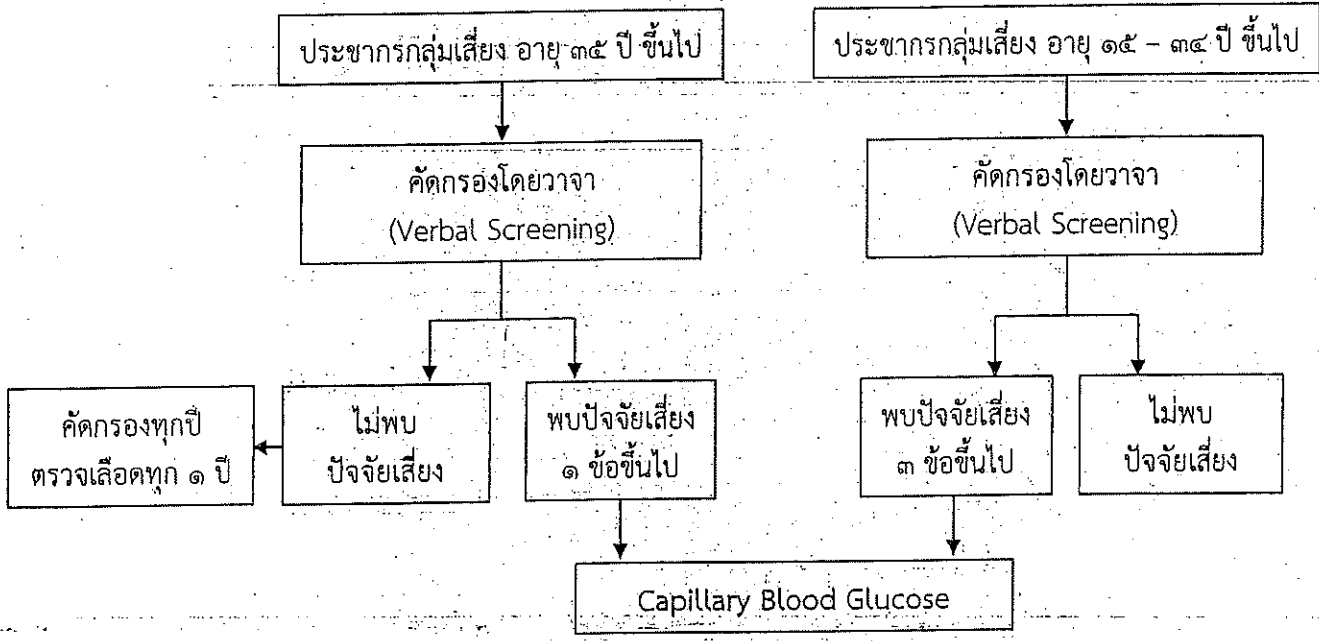 ประชากรกลุ่มเสี่ยง อายุ ๓๕ ปี ขึ้นไป
ประชากรกลุ่มเสี่ยง อายุ ๑๕ – ๓๔ ปี ขึ้นไป
คัดกรองโดยวาจา
(Verbal Screening)
คัดกรองโดยวาจา
(Verbal Screening)
คัดกรองทุกปี
ตรวจเลือดทุก ๑ ปี
ไม่พบ
ปัจจัยเสี่ยง
พบปัจจัยเสี่ยง
๑ ข้อขึ้นไป
พบปัจจัยเสี่ยง
๓ ข้อขึ้นไป
ไม่พบ
ปัจจัยเสี่ยง
Capillary Blood Glucose